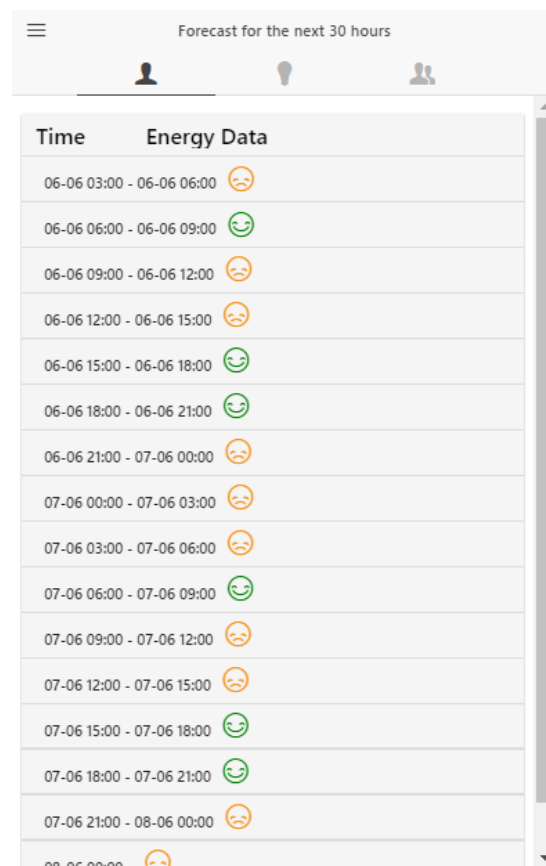 Forecast for the next 30 hours
Time Energy Data
06-06 03:00 - 06-06 06:00
06-06 06:00 - 06-06 09:00
06-06 09:00 - 06-06 12:00
06-06 12:00 - 06-06 15:00
06-06 15:00 - 06-06 18:00
06-06 18:00 - 06-06 21:00
06-06 21:00 - 07-06 00:00
07-06 00:00 - 07-06 03:00
07-06 03:00 - 07-06 06:00
07-06 06:00 - 07-06 09:00
07-06 09:00 - 07-06 12:00
07-06 12:00 - 07-06 15:00
07-06 15:00 - 07-06 18:00
07-06 18:00 - 07-06 21:00
07-06 21:00 - 08-06 00:00
08-06 00:00 -